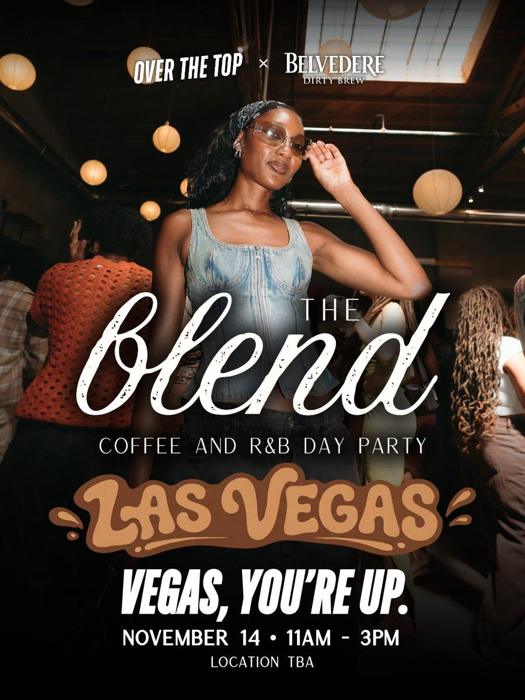 OVER THE TOP × BELVEDERE
DIRTY BREW
THE
blend
COFFEE AND R&B DAY PARTY
LAS VEGAS
VEGAS, YOU'RE UP.
NOVEMBER 14 • 11AM - 3PM
LOCATION TBA